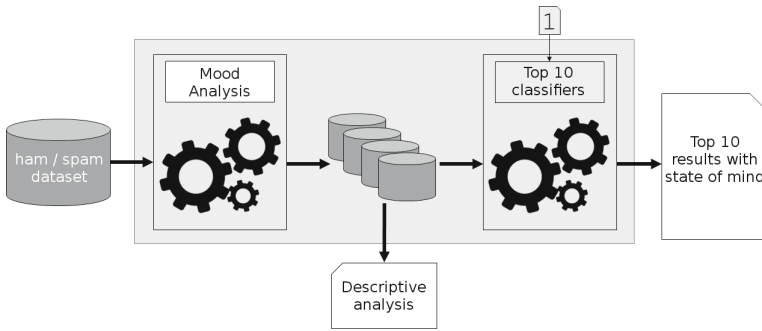 1
Mood
Analysis
Top 10
classifiers
ham / spam
dataset
Top 10
results with
state of mind
Descriptive
analysis